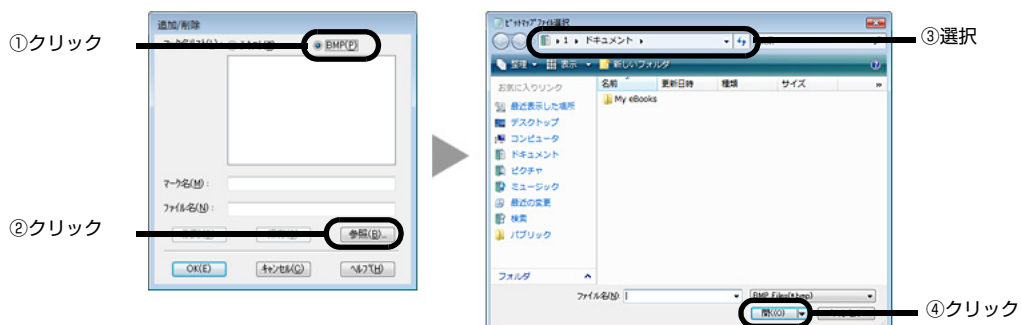 ①クリック
追加/削除
BMP(P)
マーク名(M):
ファイル名(N):
②クリック
参照(B)...
OK(E)
キャンセル(C)
ヘルプ(H)
ビットマップファイル選択
1 ドキュメント
③選択
整理
表示
新しいフォルダ
お気に入りリンク
名前 更新日時 種類 サイズ »
最近表示した場所
My eBooks
デスクトップ
コンピュータ
ドキュメント
ピクチャ
ミュージック
最近の変更
検索
パブリック
フォルダ
ファイル名(N):
BMP Files(*.bmp)
開く(O)
④クリック